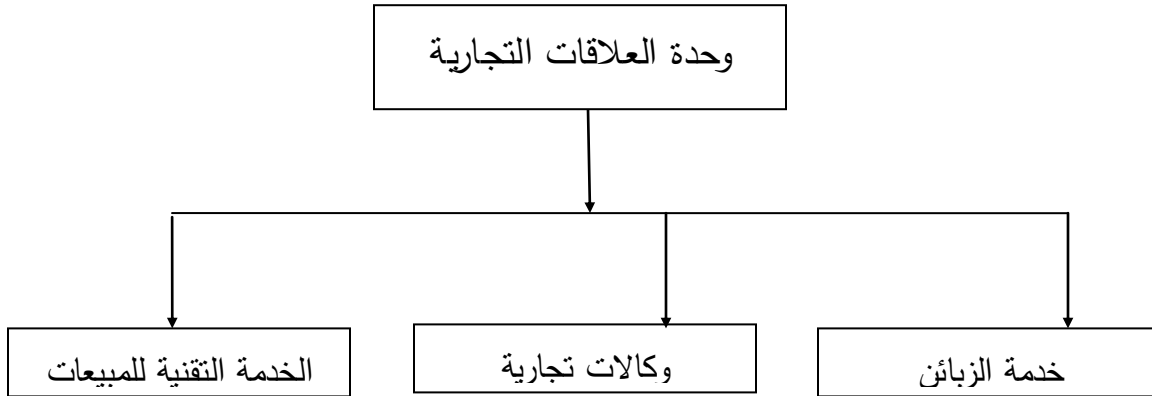 وحدة العلاقات التجارية
خدمة الزبائن
وكالات تجارية
الخدمة التقنية للمبيعات